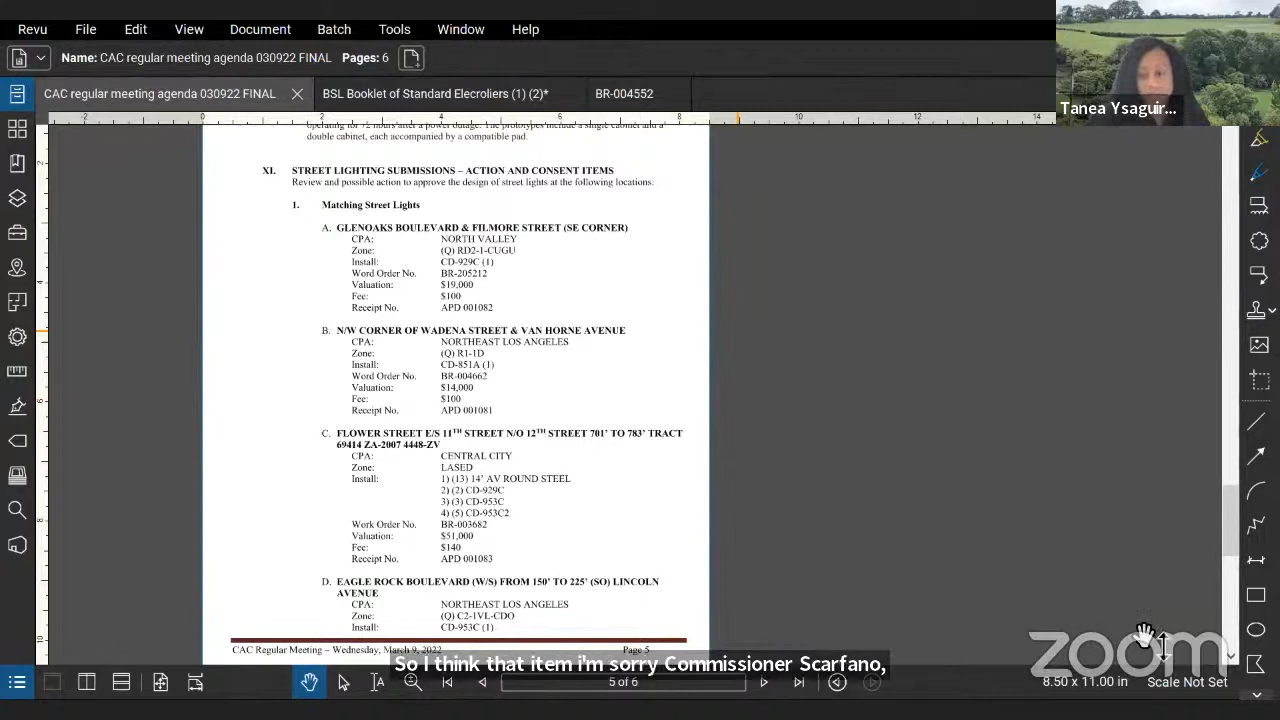 Revu File Edit View Document Batch Tools Window Help
Name: CAC regular meeting agenda 030922 FINAL Pages: 6
CAC regular meeting agenda 030922 FINAL BSL Booklet of Standard Elecroliers (1) (2)* BR-004552
Tanea Ysaguir...
-2 0 2 4 6 8 10 12 14
operating for 72 hours after a power outage. The prototypes include a single cabinet and a
double cabinet, each accompanied by a compatible pad.
XI. STREET LIGHTING SUBMISSIONS – ACTION AND CONSENT ITEMS
Review and possible action to approve the design of street lights at the following locations:
1. Matching Street Lights
A. GLENOAKS BOULEVARD & FILMORE STREET (SE CORNER)
CPA: NORTH VALLEY
Zone: (Q) RD2-1-CUGU
Install: CD-929C (1)
Word Order No. BR-205212
Valuation: $19,000
Fee: $100
Receipt No. APD 001082
B. N/W CORNER OF WADENA STREET & VAN HORNE AVENUE
CPA: NORTHEAST LOS ANGELES
Zone: (Q) R1-1D
Install: CD-851A (1)
Word Order No. BR-004662
Valuation: $14,000
Fee: $100
Receipt No. APD 001081
C. FLOWER STREET E/S 11TH STREET N/O 12TH STREET 701’ TO 783’ TRACT
69414 ZA-2007 4448-ZV
CPA: CENTRAL CITY
Zone: LASED
Install: 1) (13) 14’ AV ROUND STEEL
2) (2) CD-929C
3) (3) CD-953C
4) (5) CD-953C2
Work Order No. BR-003682
Valuation: $51,000
Fee: $140
Receipt No. APD 001083
D. EAGLE ROCK BOULEVARD (W/S) FROM 150’ TO 225’ (SO) LINCOLN
AVENUE
CPA: NORTHEAST LOS ANGELES
Zone: (Q) C2-1VL-CDO
Install: CD-953C (1)
CAC Regular Meeting – Wednesday, March 9, 2022 Page 5
So I think that item i'm sorry Commissioner Scarfano,
zoom
5 of 6
8.50 x 11.00 in Scale Not Set